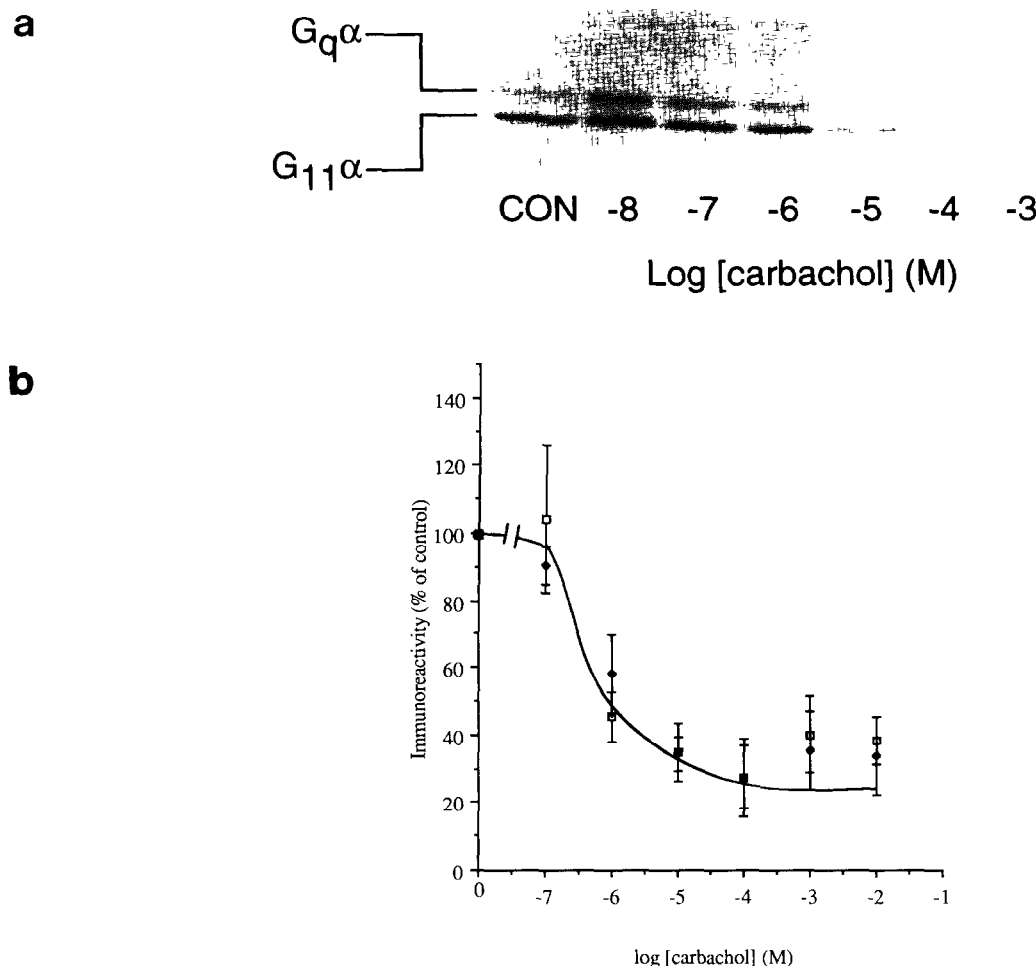 a
Gqα
G11α
CON -8 -7 -6 -5 -4 -3
Log [carbachol] (M)
b
Immunoreactivity (% of control)
140
120
100
80
60
40
20
0
0 -7 -6 -5 -4 -3 -2 -1
log [carbachol] (M)